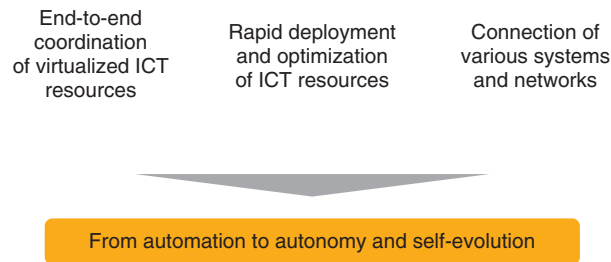 End-to-end
coordination
of virtualized ICT
resources
Rapid deployment
and optimization
of ICT resources
Connection of
various systems
and networks
From automation to autonomy and self-evolution